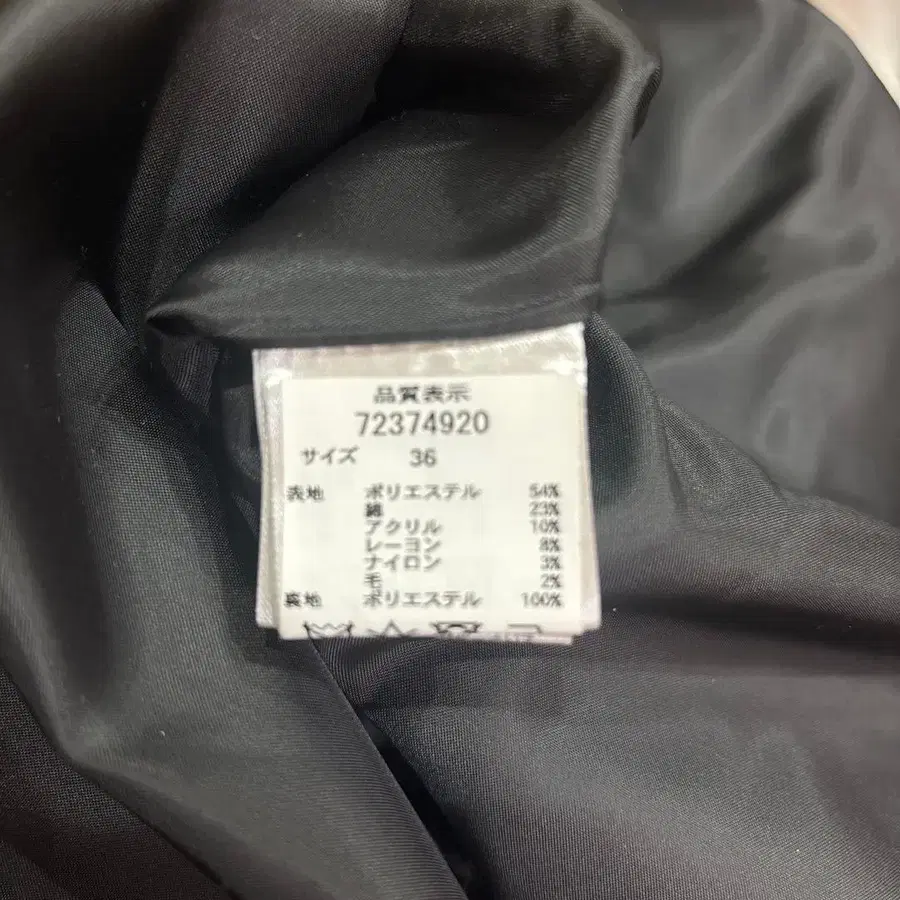 品質表示
72374920
サイズ 36
表地 ポリエステル 54%
綿 23%
アクリル 10%
レーヨン 8%
ナイロン 3%
毛 2%
裏地 ポリエステル 100%